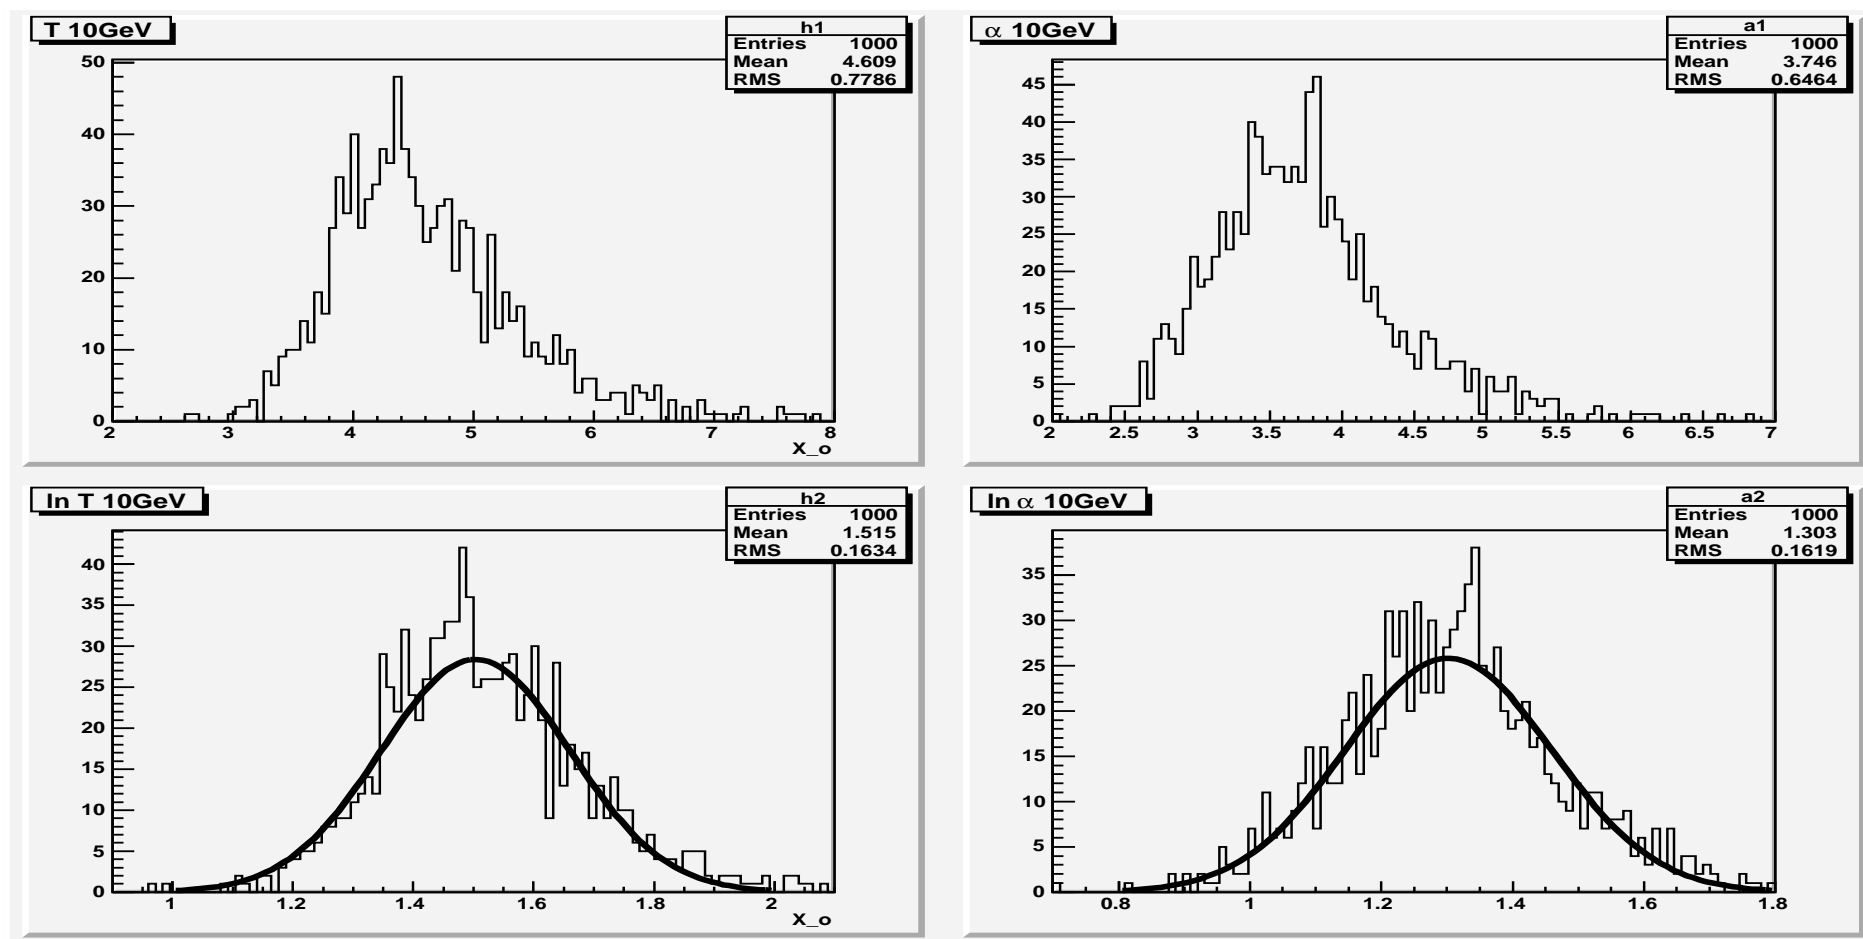 T 10GeV
h1
Entries 1000
Mean 4.609
RMS 0.7786
50
40
30
20
10
0
2 3 4 5 6 7 8
X_o
α 10GeV
a1
Entries 1000
Mean 3.746
RMS 0.6464
45
40
35
30
25
20
15
10
5
0
2 2.5 3 3.5 4 4.5 5 5.5 6 6.5 7
ln T 10GeV
h2
Entries 1000
Mean 1.515
RMS 0.1634
40
35
30
25
20
15
10
5
0
1 1.2 1.4 1.6 1.8 2
X_o
ln α 10GeV
a2
Entries 1000
Mean 1.303
RMS 0.1619
35
30
25
20
15
10
5
0
0.8 1 1.2 1.4 1.6 1.8